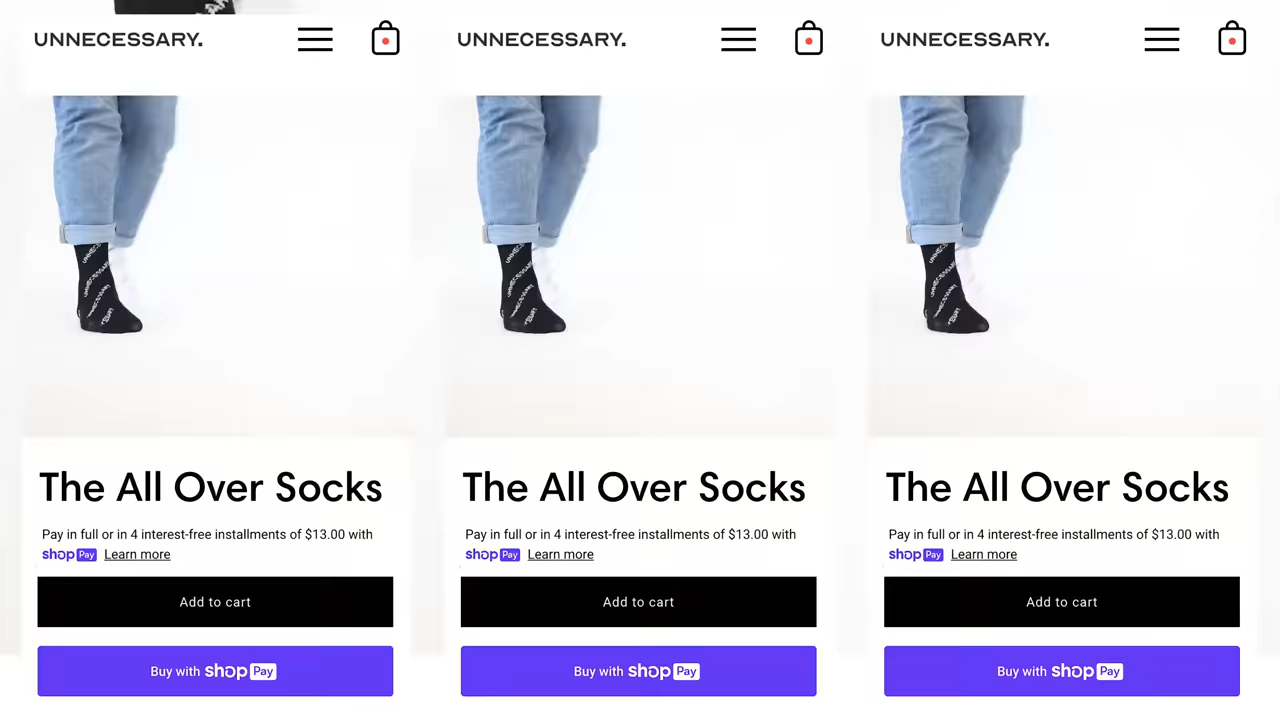 UNNECESSARY.
The All Over Socks
Pay in full or in 4 interest-free installments of $13.00 with
shop Pay Learn more
Add to cart
Buy with shop Pay
UNNECESSARY.
The All Over Socks
Pay in full or in 4 interest-free installments of $13.00 with
shop Pay Learn more
Add to cart
Buy with shop Pay
UNNECESSARY.
The All Over Socks
Pay in full or in 4 interest-free installments of $13.00 with
shop Pay Learn more
Add to cart
Buy with shop Pay